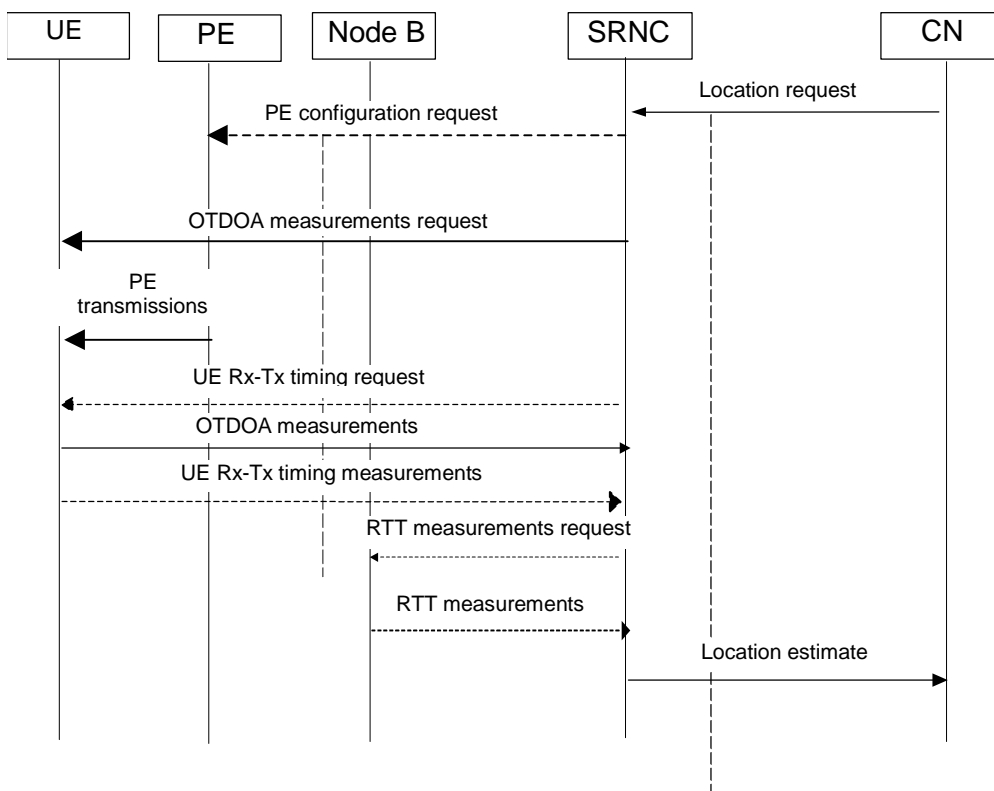 UE
PE
Node B
SRNC
CN
Location request
PE configuration request
OTDOA measurements request
PE
transmissions
UE Rx-Tx timing request
OTDOA measurements
UE Rx-Tx timing measurements
RTT measurements request
RTT measurements
Location estimate